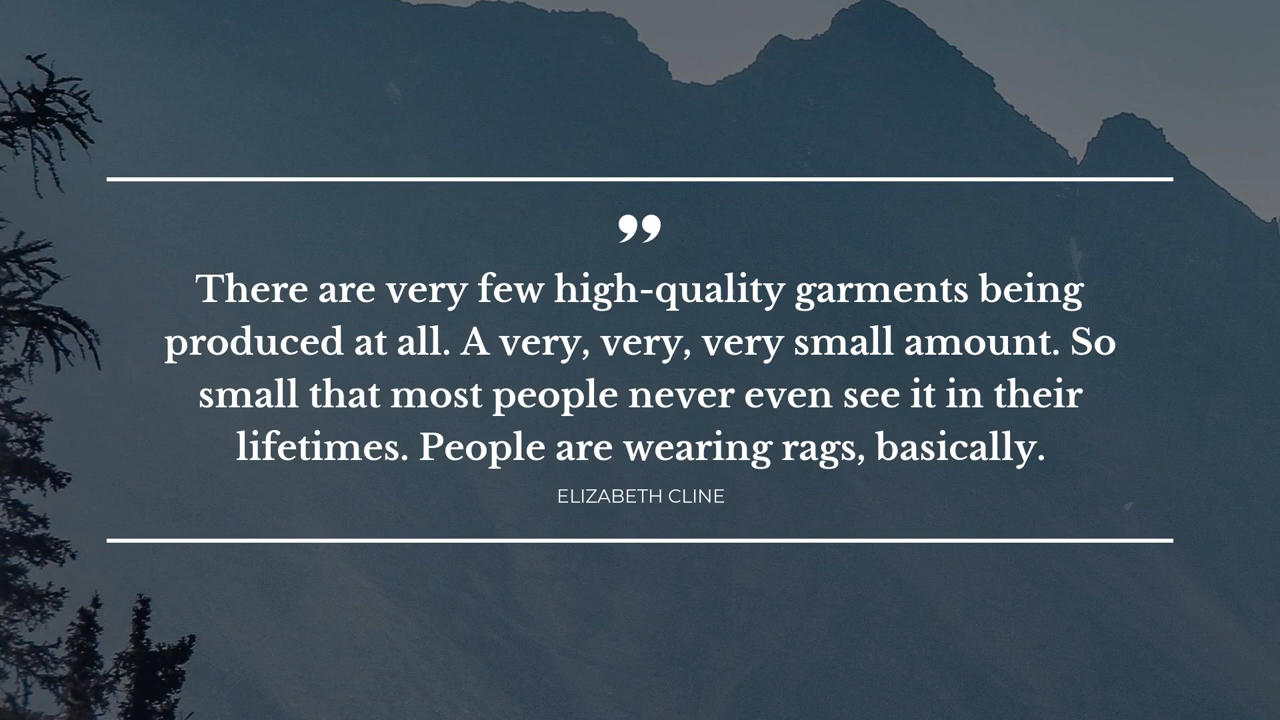 ”
There are very few high-quality garments being
produced at all. A very, very, very small amount. So
small that most people never even see it in their
lifetimes. People are wearing rags, basically.
ELIZABETH CLINE